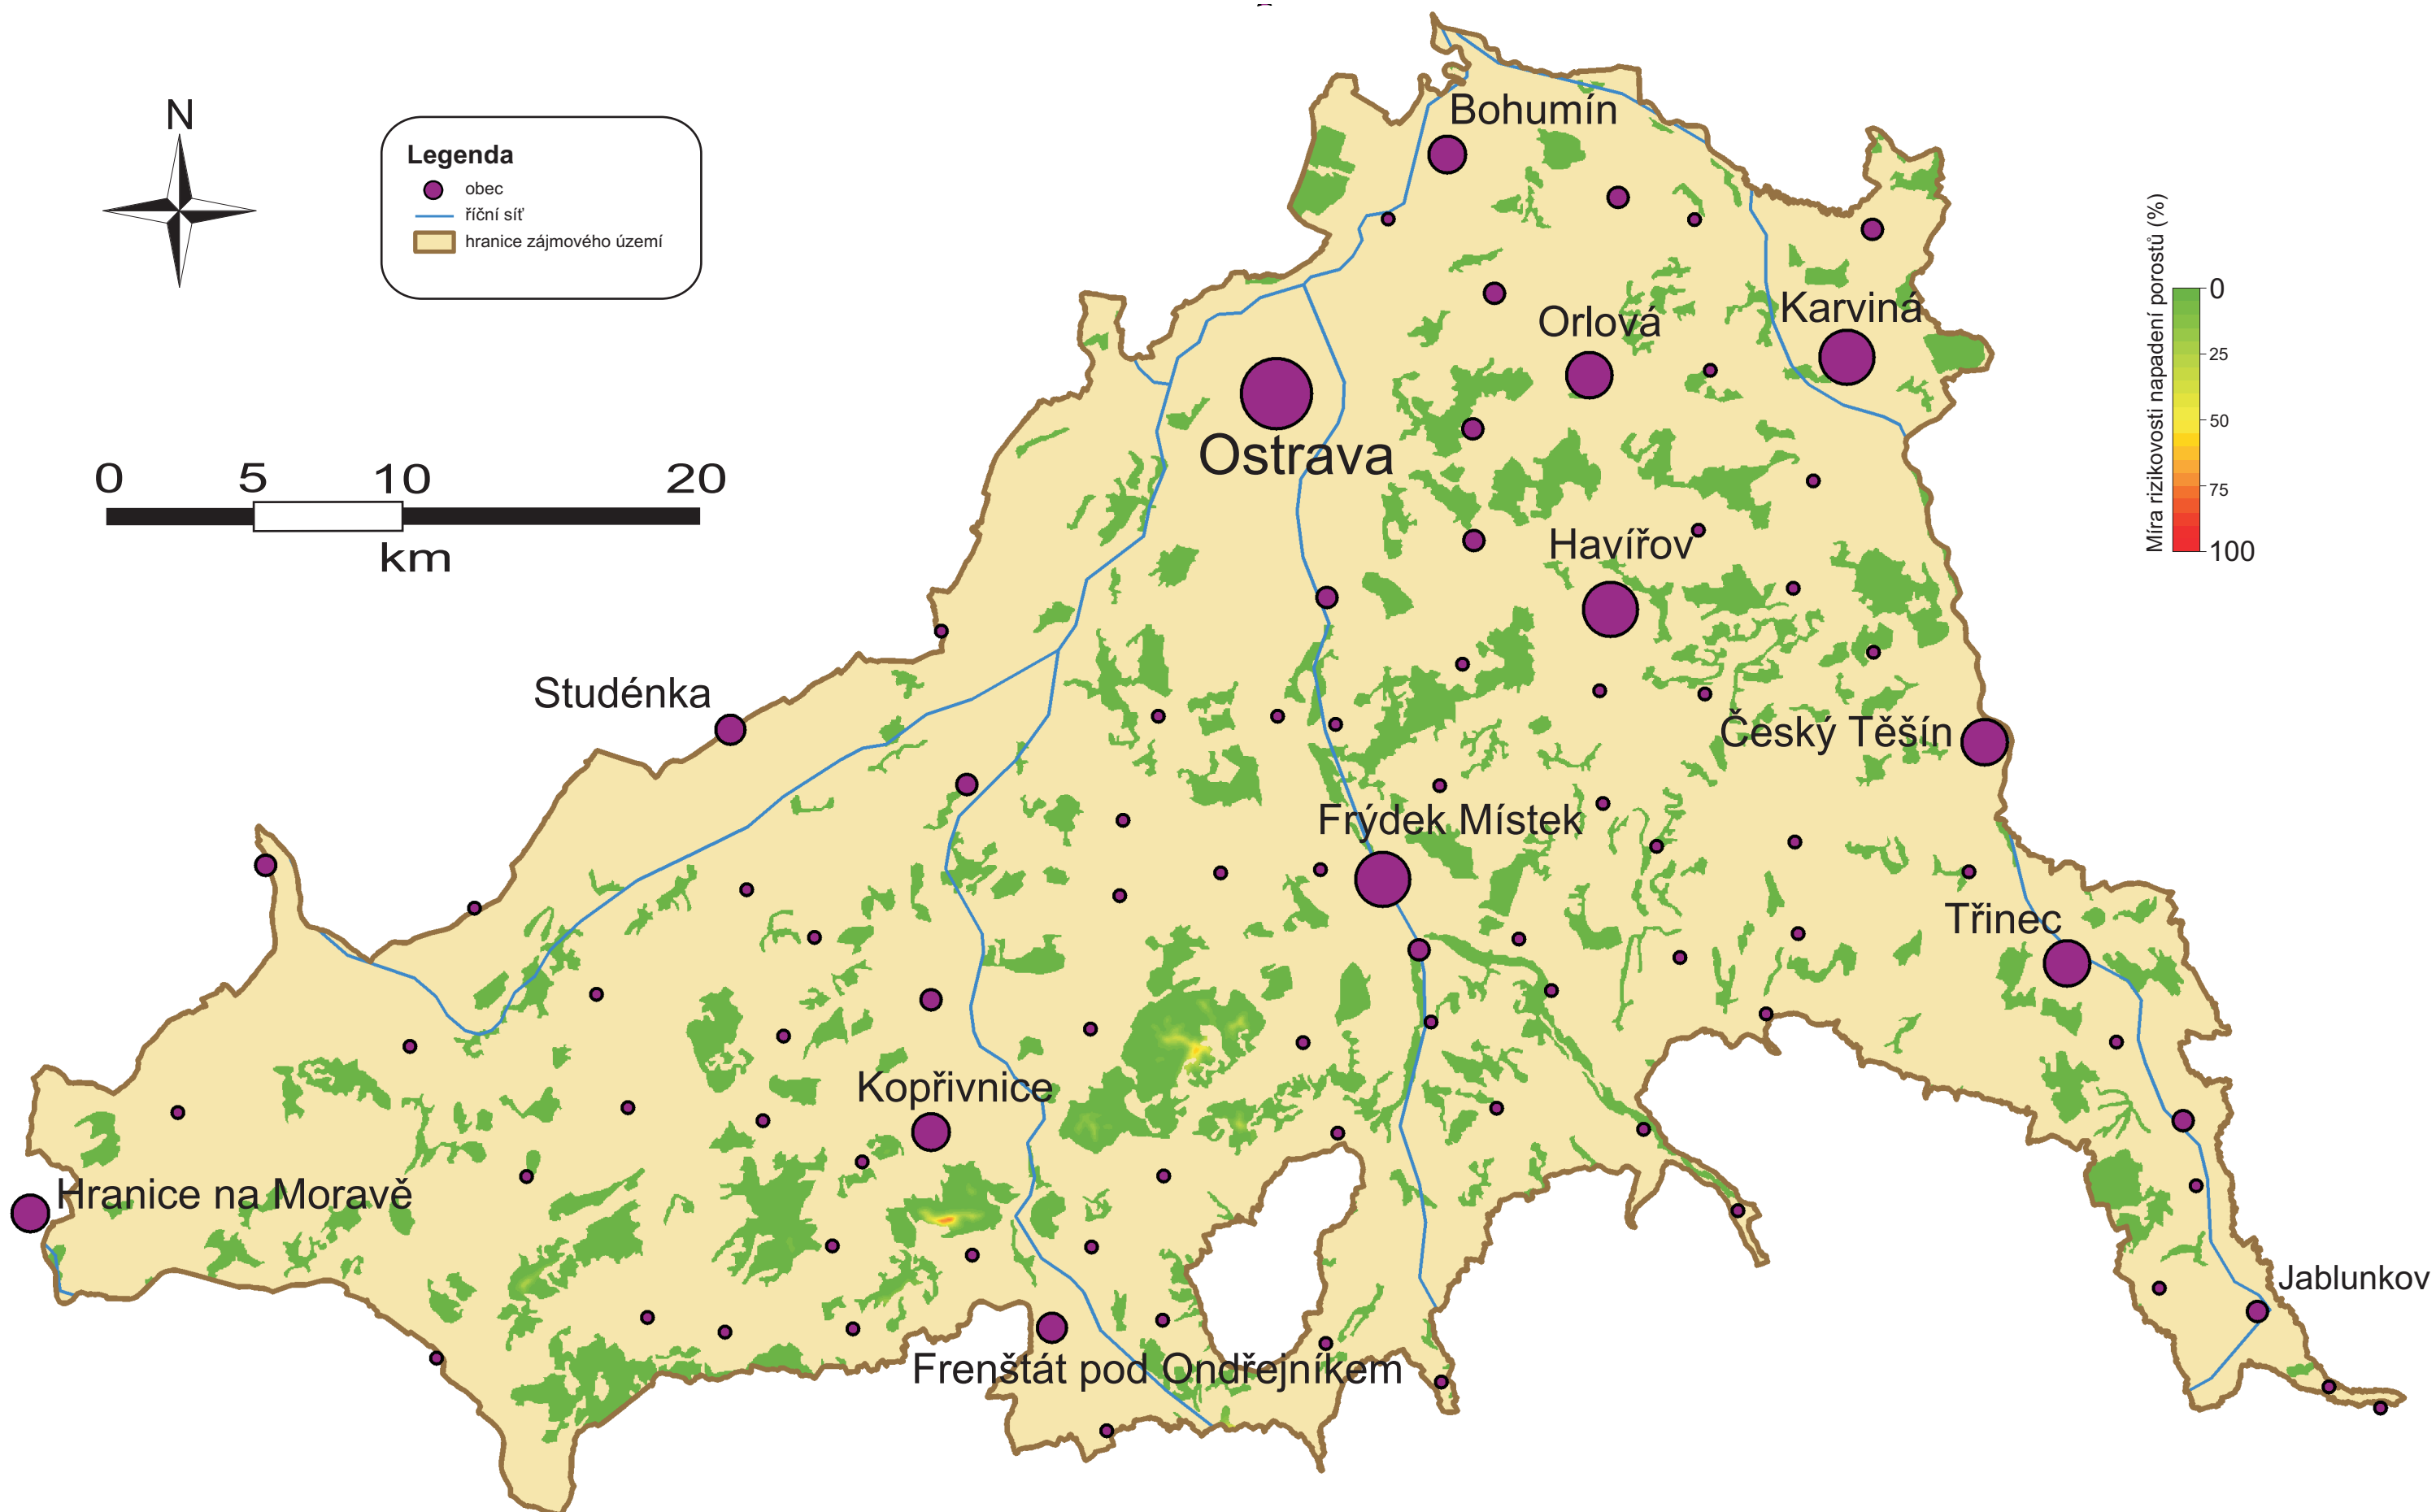 N
Legenda
obec
říční síť
hranice zájmového území
0 5 10 20
km
Bohumín
Karviná
Orlová
Ostrava
Havířov
Studénka
Český Těšín
Frýdek Místek
Třinec
Kopřivnice
Hranice na Moravě
Jablunkov
Frenštát pod Ondřejníkem
Míra rizikovosti napadení porostů (%)
0
25
50
75
100